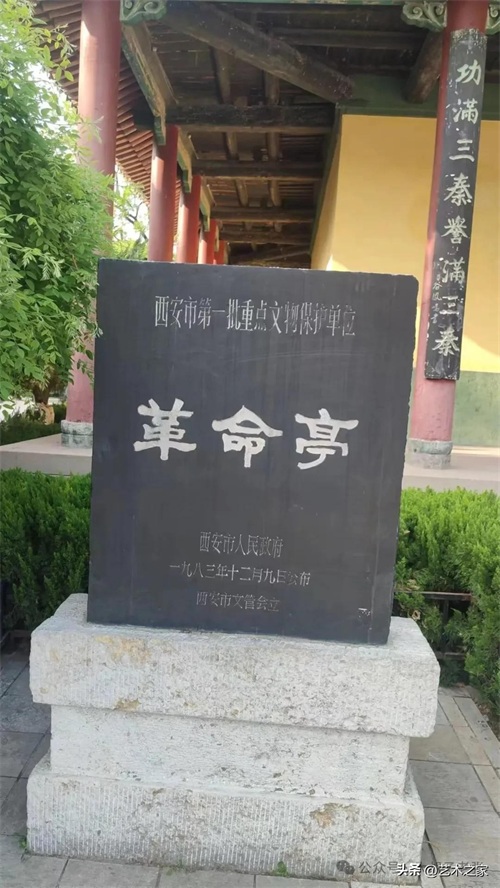 功满三秦誉满三秦
西安市第一批重点文物保护单位
革命亭
西安市人民政府
一九八三年十二月九日公布
西安市文管会立
公众号
头条 @艺术之家